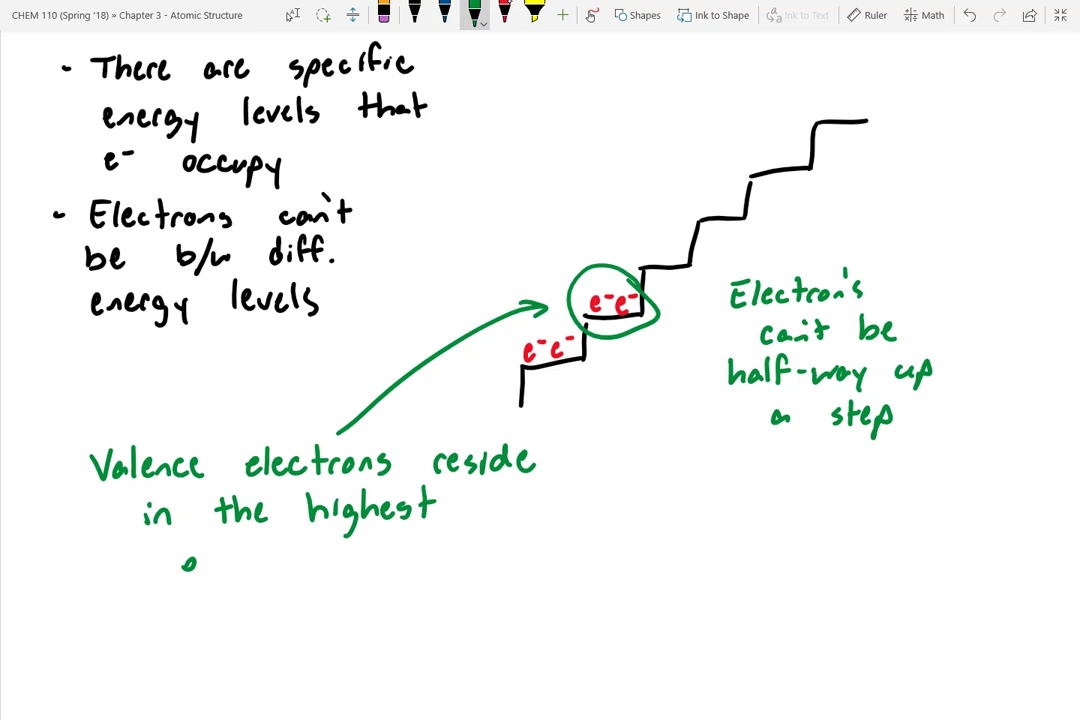 CHEM 110 (Spring '18) » Chapter 3 - Atomic Structure
Shapes
Ink to Shape
Ink to Text
Ruler
Math
· There are specific
energy levels that
e⁻ occupy
· Electrons can't
be b/w diff.
energy levels
e⁻e⁻
e⁻e⁻
Electron's
can't be
half-way up
a step
Valence electrons reside
in the highest
o